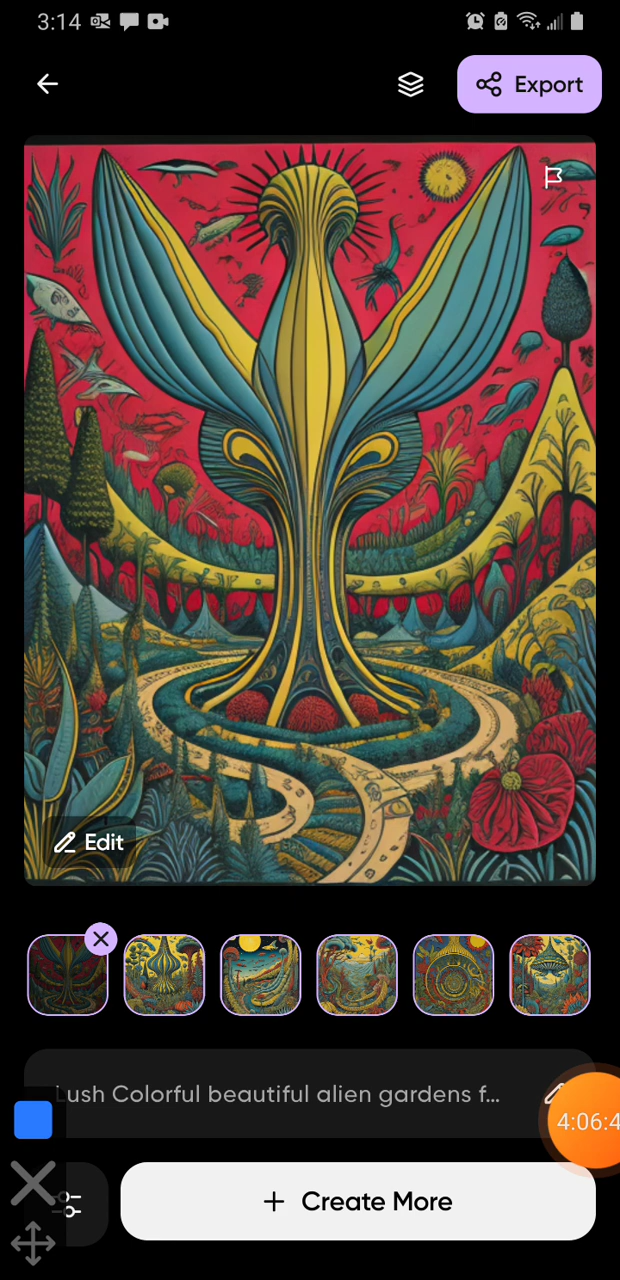 3:14
Export
Edit
Lush Colorful beautiful alien gardens f...
4:06:4
+ Create More